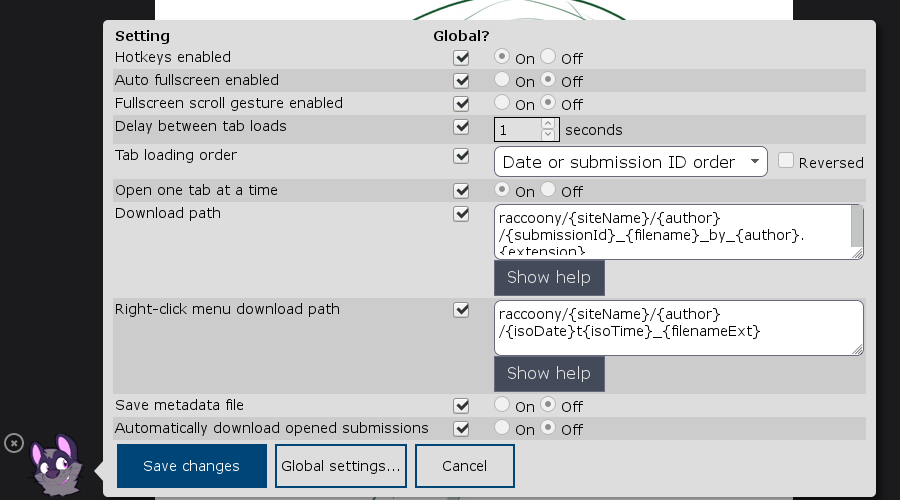 Setting Global?
Hotkeys enabled On Off
Auto fullscreen enabled On Off
Fullscreen scroll gesture enabled On Off
Delay between tab loads 1 seconds
Tab loading order Date or submission ID order Reversed
Open one tab at a time On Off
Download path raccoony/{siteName}/{author}
/{submissionId}_{filename}_by_{author}.
{extension}
Show help
Right-click menu download path raccoony/{siteName}/{author}
/{isoDate}t{isoTime}_{filenameExt}
Show help
Save metadata file On Off
Automatically download opened submissions On Off
Save changes Global settings... Cancel